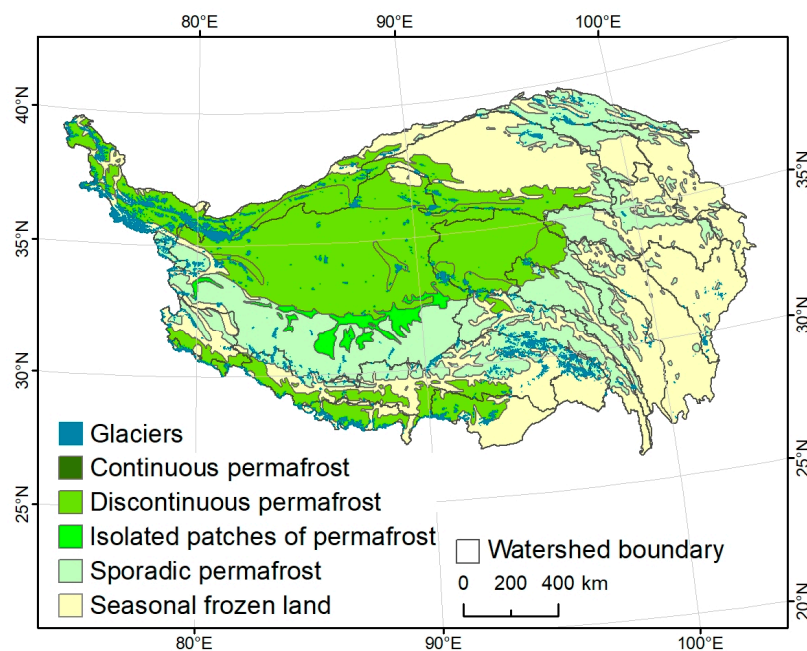 80°E 90°E 100°E
40°N
35°N
35°N
30°N
30°N
Glaciers
Continuous permafrost
Discontinuous permafrost
25°N
25°N
Isolated patches of permafrost
Watershed boundary
Sporadic permafrost
0 200 400 km
Seasonal frozen land
20°N
80°E 90°E 100°E